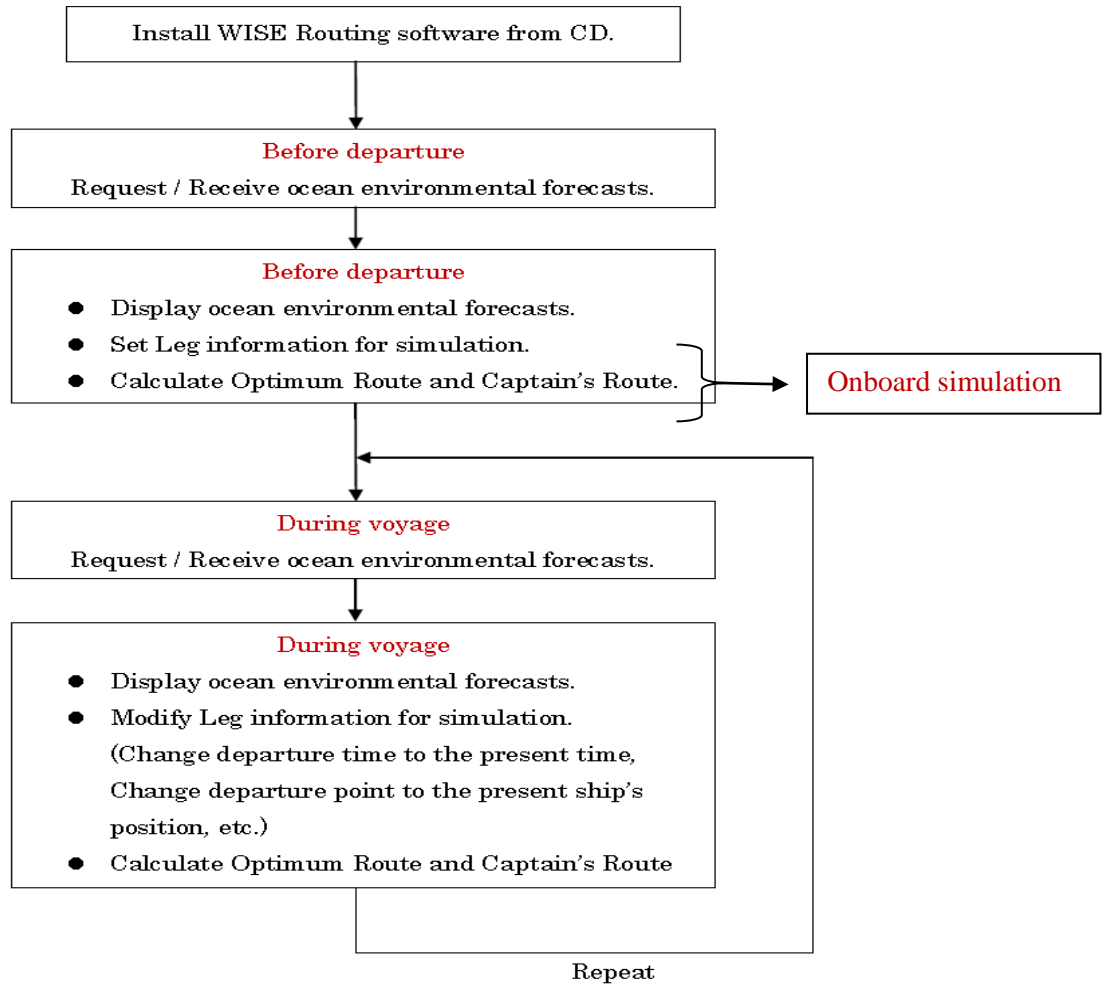 Install WISE Routing software from CD.
Before departure
Request / Receive ocean environmental forecasts.
Before departure
● Display ocean environmental forecasts.
● Set Leg information for simulation.
● Calculate Optimum Route and Captain's Route.
Onboard simulation
During voyage
Request / Receive ocean environmental forecasts.
During voyage
● Display ocean environmental forecasts.
● Modify Leg information for simulation.
(Change departure time to the present time,
Change departure point to the present ship's
position, etc.)
● Calculate Optimum Route and Captain's Route
Repeat